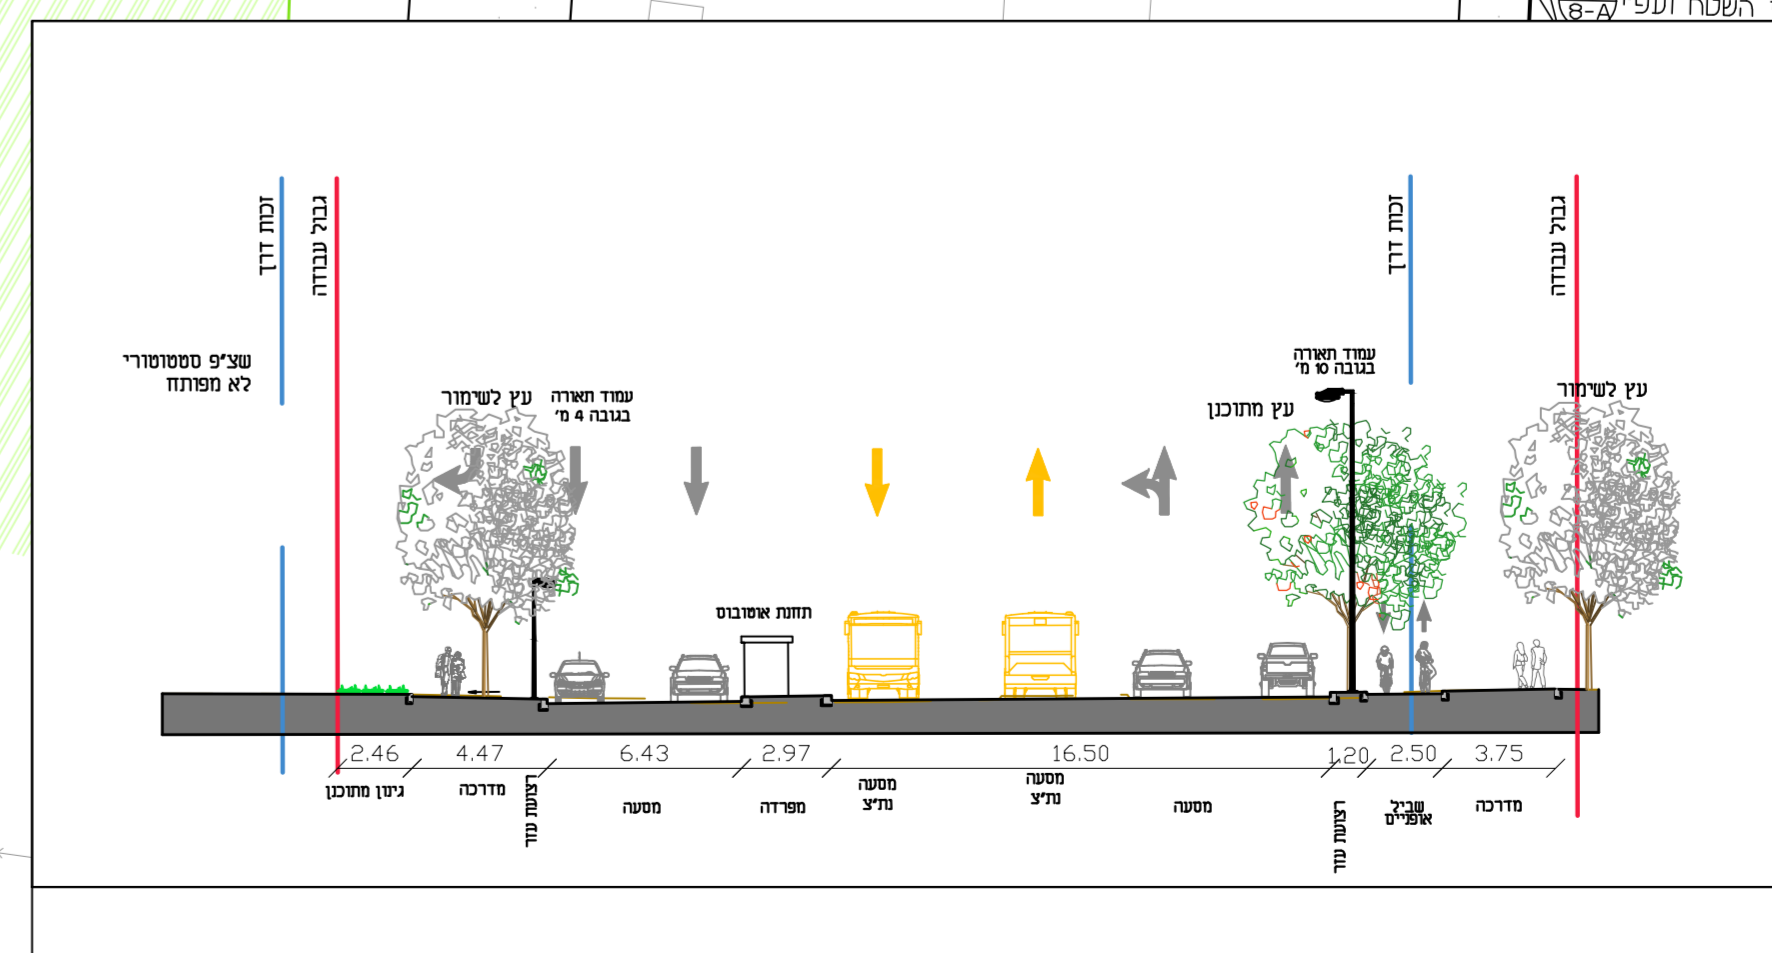 השטח ועפ"י
8-A
זכות דרך
גבול עבודה
זכות דרך
גבול עבודה
שצ"פ סטטוטורי
לא מפותח
עץ לשימור
עמוד תאורה
בגובה 4 מ'
עמוד תאורה
בגובה 10 מ'
עץ מתוכנן
עץ לשימור
תחנת אוטובוס
2.46
4.47
6.43
2.97
16.50
1.20
2.50
3.75
גינון מתוכנן
מדרכה
רצועת עזר
מסעה
מפרדה
מסעה
נת"צ
מסעה
נת"צ
מסעה
רצועת עזר
שביל
אופניים
מדרכה